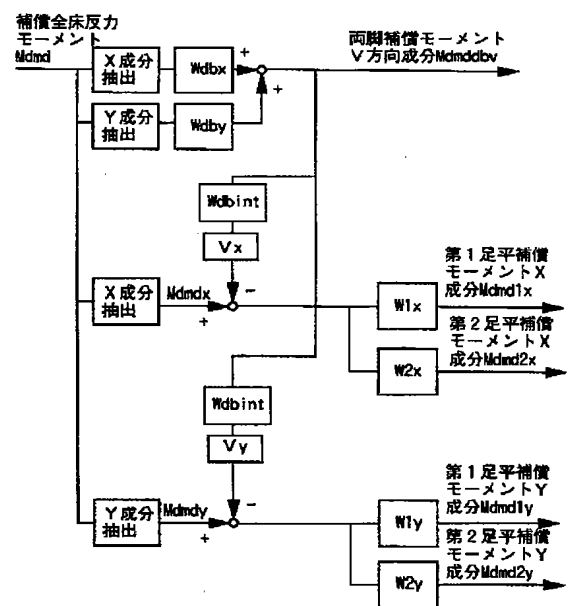 補償全床反力
モーメント
Mdmd
X成分
抽出
Wdbx
+
+
両脚補償モーメント
V方向成分Mdmddbv
Y成分
抽出
Wdby
Wdbint
Vx
X成分
抽出
Mdmdx
+
-
W1x
第1足平補償
モーメントX
成分Mdmd1x
第2足平補償
モーメントX
成分Mdmd2x
W2x
Wdbint
Vy
Y成分
抽出
Mdmdy
+
-
W1y
第1足平補償
モーメントY
成分Mdmd1y
第2足平補償
モーメントY
成分Mdmd2y
W2y